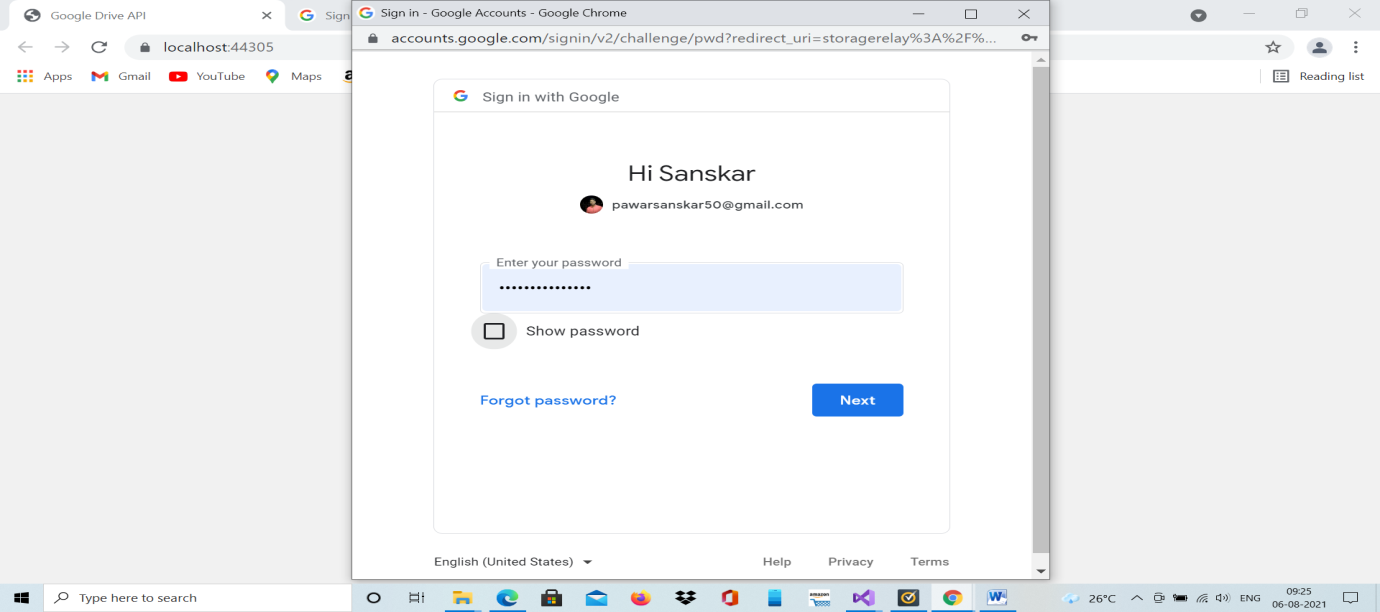 Google Drive API
Sign
Sign in - Google Accounts - Google Chrome
localhost:44305
accounts.google.com/signin/v2/challenge/pwd?redirect_uri=storagerelay%3A%2F%...
Apps
Gmail
YouTube
Maps
a
Reading list
Sign in with Google
Hi Sanskar
pawarsanskar50@gmail.com
Enter your password
•••••••••••••••
Show password
Forgot password?
Next
English (United States)
Help
Privacy
Terms
Type here to search
amazon
W
26°C
ENG
09:25
06-08-2021